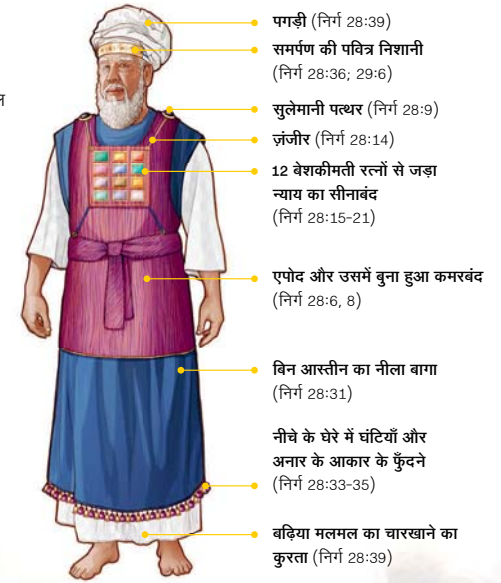 पगड़ी (निर्ग 28:39)
समर्पण की पवित्र निशानी
(निर्ग 28:36; 29:6)
ल
सुलेमानी पत्थर (निर्ग 28:9)
ज़ंजीर (निर्ग 28:14)
12 बेशकीमती रत्नों से जड़ा
न्याय का सीनाबंद
(निर्ग 28:15-21)
एपोद और उसमें बुना हुआ कमरबंद
(निर्ग 28:6, 8)
बिन आस्तीन का नीला बागा
(निर्ग 28:31)
नीचे के घेरे में घंटियाँ और
अनार के आकार के फुँदने
(निर्ग 28:33-35)
बढ़िया मलमल का चारखाने का
कुरता (निर्ग 28:39)